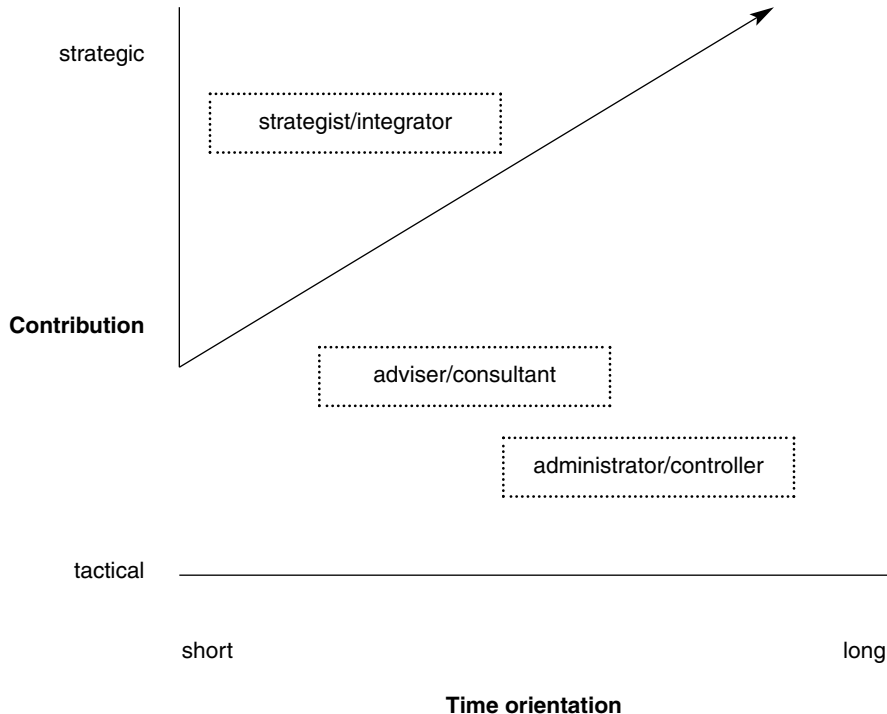 strategic
strategist/integrator
Contribution
adviser/consultant
administrator/controller
tactical
short
long
Time orientation